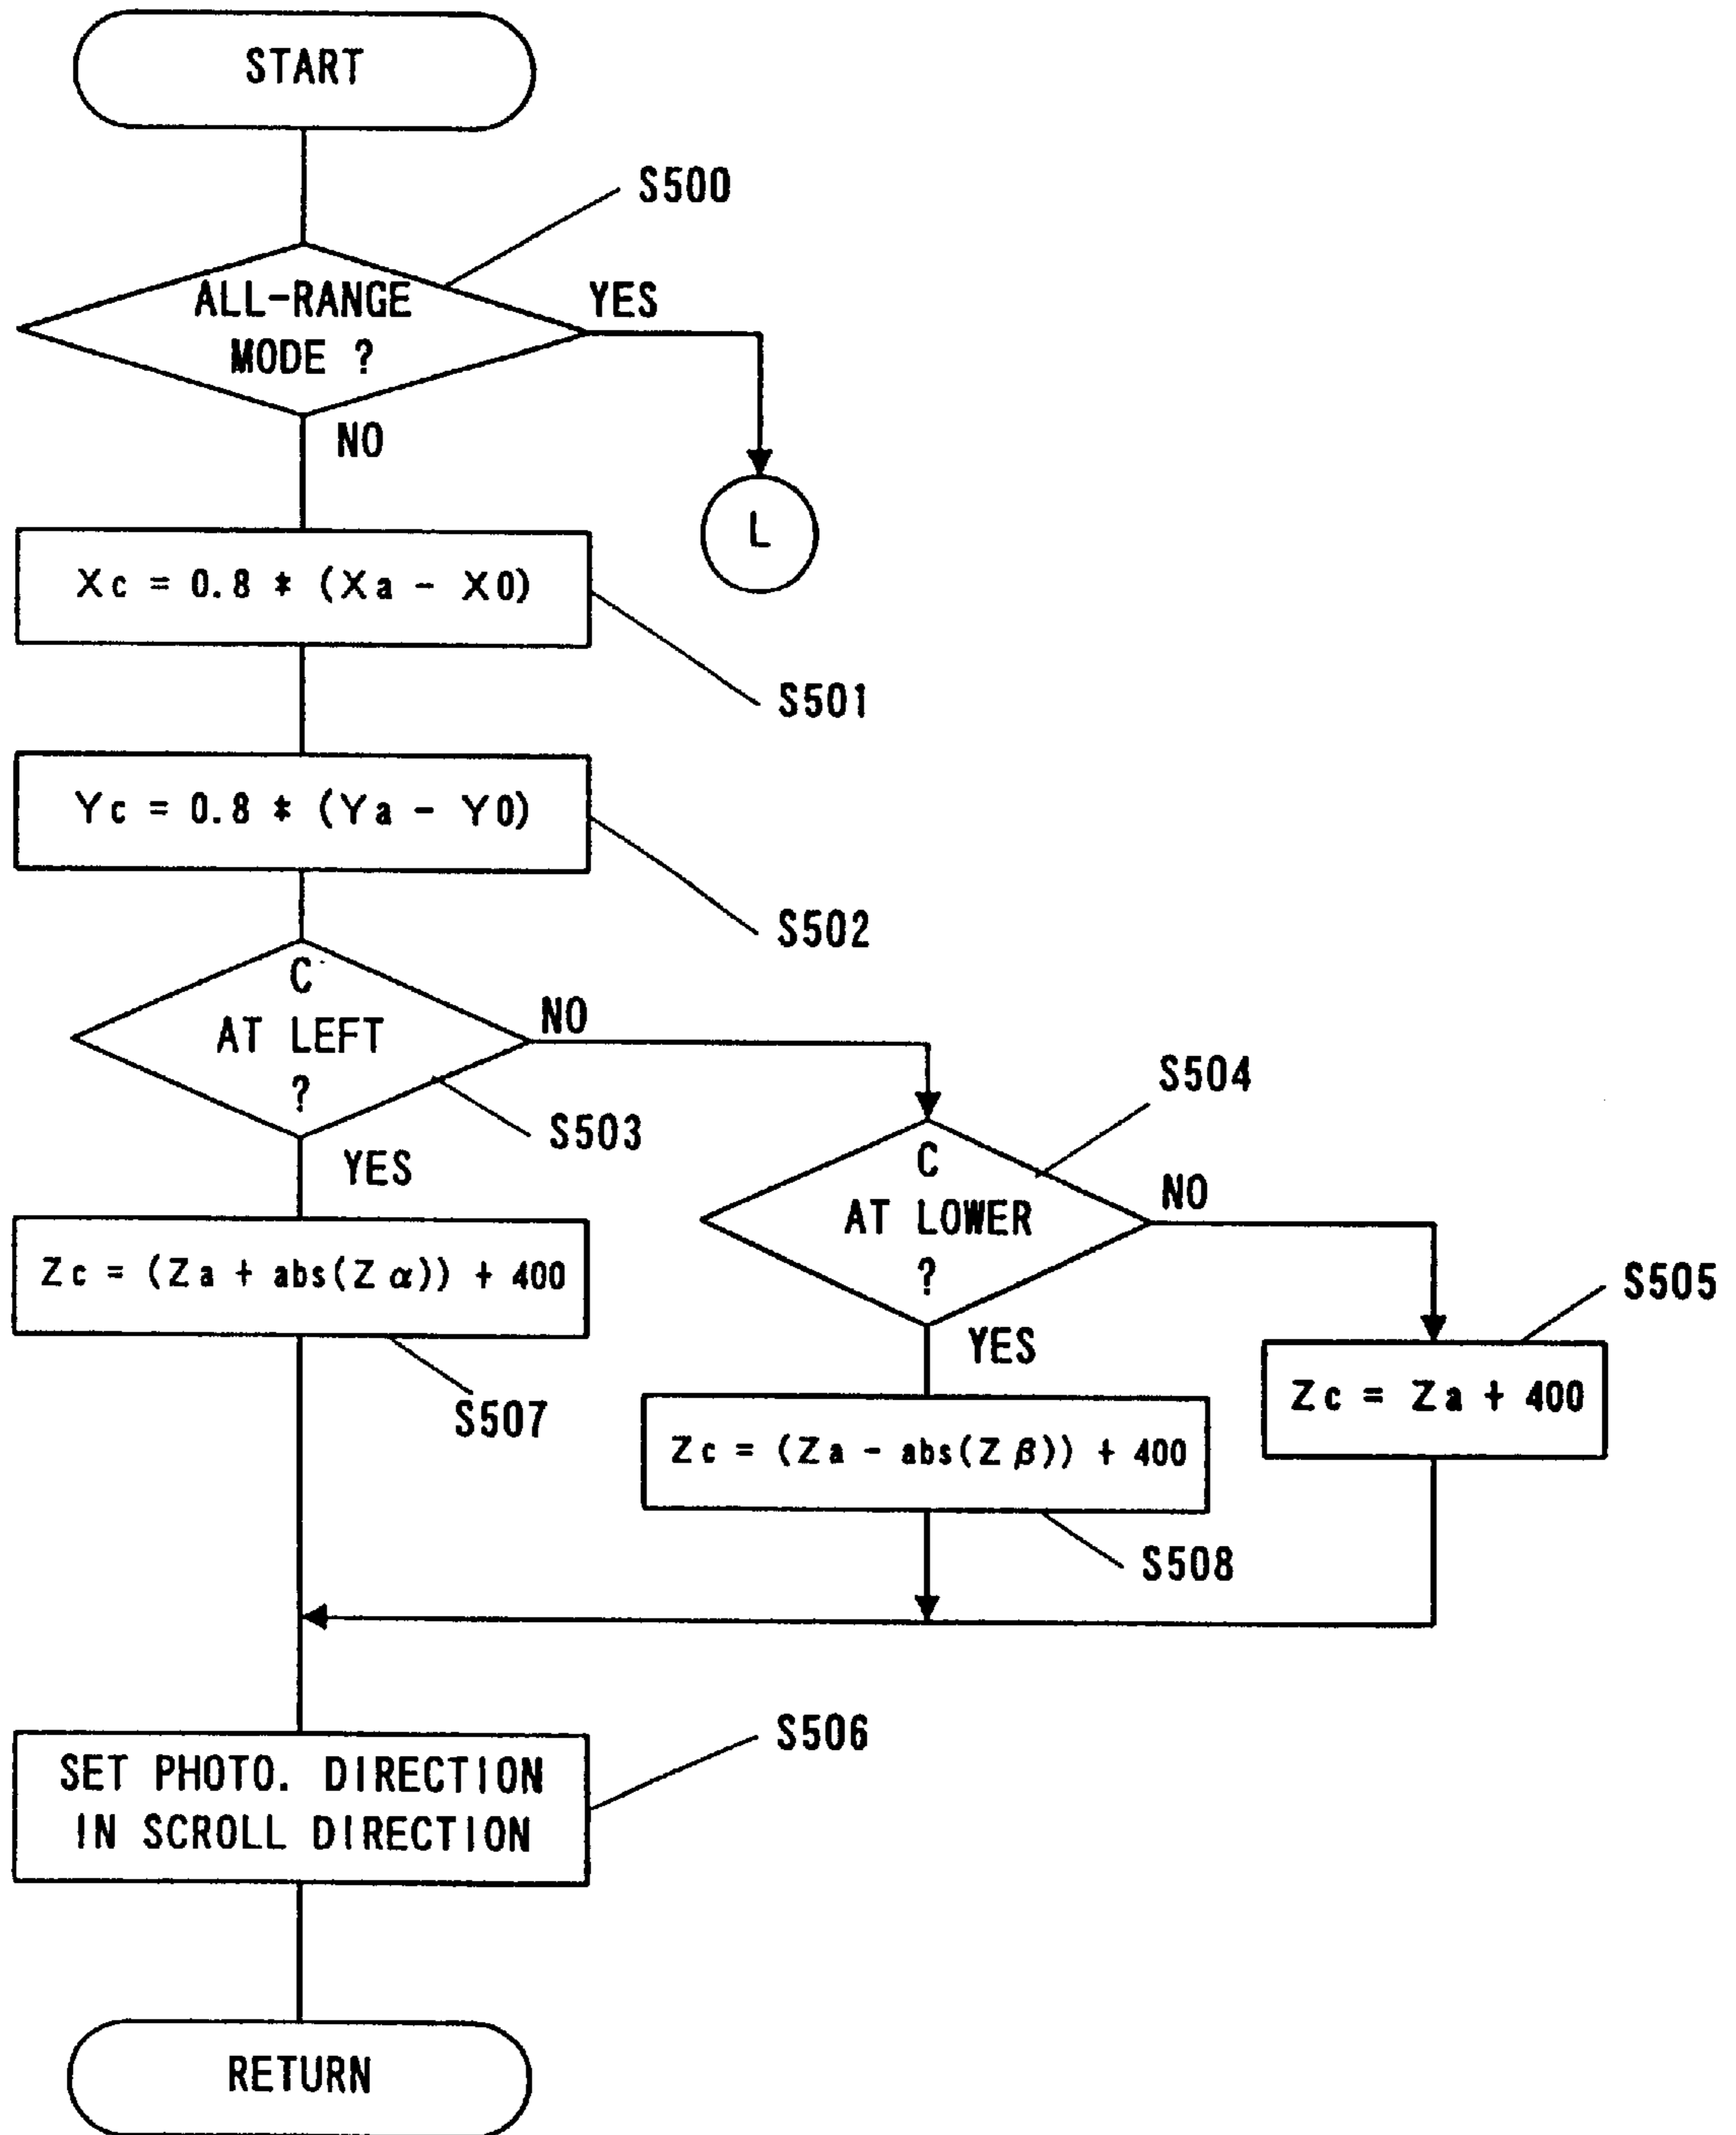 START
S500
ALL-RANGE
MODE ?
YES
NO
L
Xc = 0.8 * (Xa - X0)
S501
Yc = 0.8 * (Ya - Y0)
S502
C
AT LEFT
?
NO
S503
YES
S504
C
AT LOWER
?
NO
YES
Zc = (Za + abs(Zα)) + 400
S507
S505
Zc = Za + 400
Zc = (Za - abs(Zβ)) + 400
S508
S506
SET PHOTO. DIRECTION
IN SCROLL DIRECTION
RETURN